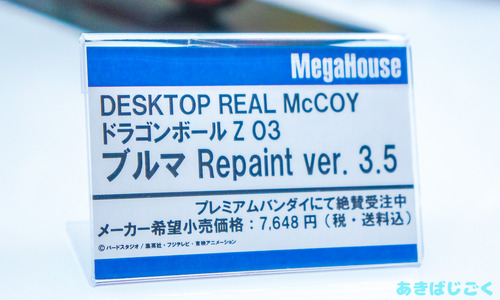 MegaHouse
DESKTOP REAL McCOY
ドラゴンボールZ 03
ブルマ Repaint ver. 3.5
プレミアムバンダイにて絶賛受注中
メーカー希望小売価格：7,648円（税・送料込）
©バードスタジオ／集英社・フジテレビ・東映アニメーション
あきばじごく